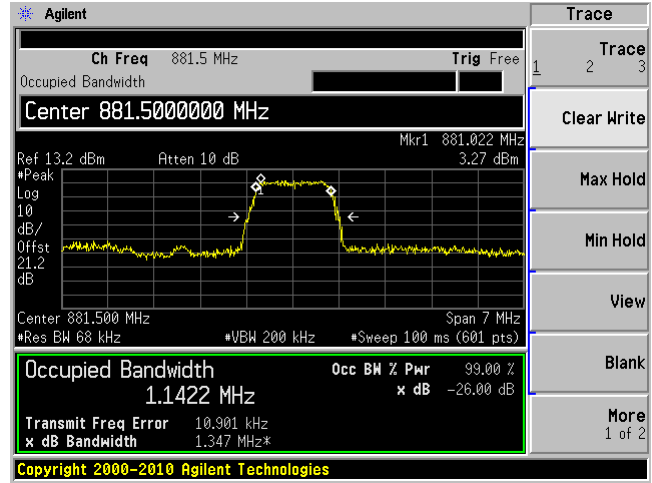 Agilent
Trace
Ch Freq 881.5 MHz Trig Free
Occupied Bandwidth
Center 881.5000000 MHz
Mkr1 881.022 MHz
Ref 13.2 dBm Atten 10 dB 3.27 dBm
#Peak
Log
10
dB/
Offst
21.2
dB
1
Center 881.500 MHz Span 7 MHz
#Res BW 68 kHz #VBW 200 kHz #Sweep 100 ms (601 pts)
Occupied Bandwidth
1.1422 MHz
Occ BW % Pwr 99.00 %
x dB -26.00 dB
Transmit Freq Error 10.901 kHz
x dB Bandwidth 1.347 MHz*
Copyright 2000-2010 Agilent Technologies
Trace
1 2 3
Clear Write
Max Hold
Min Hold
View
Blank
More
1 of 2